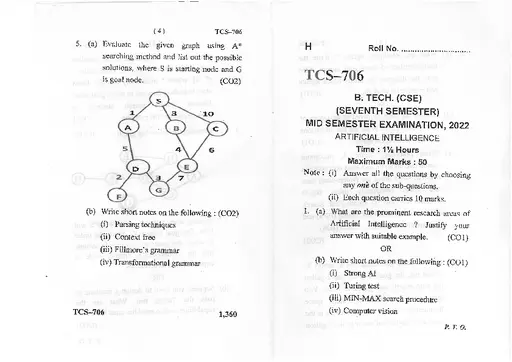 ( 4 )
TCS–706
5. (a) Evaluate the given graph using A*
searching method and list out the possible
solutions, where S is starting node and G
is goal node. (CO2)
S
1 3 10
A B C
5 4 6
D E
2 3 7
F G
(b) Write short notes on the following : (CO2)
(i) Parsing techniques
(ii) Context free
(iii) Fillmore's grammar
(iv) Transformational grammar
TCS–706 1,360
H Roll No. ..............................
TCS–706
B. TECH. (CSE)
(SEVENTH SEMESTER)
MID SEMESTER EXAMINATION, 2022
ARTIFICIAL INTELLIGENCE
Time : 1½ Hours
Maximum Marks : 50
Note : (i) Answer all the questions by choosing
any one of the sub-questions.
(ii) Each question carries 10 marks.
1. (a) What are the prominent research areas of
Artificial Intelligence ? Justify your
answer with suitable example. (CO1)
OR
(b) Write short notes on the following : (CO1)
(i) Strong AI
(ii) Turing test
(iii) MIN-MAX search procedure
(iv) Computer vision
P. T. O.